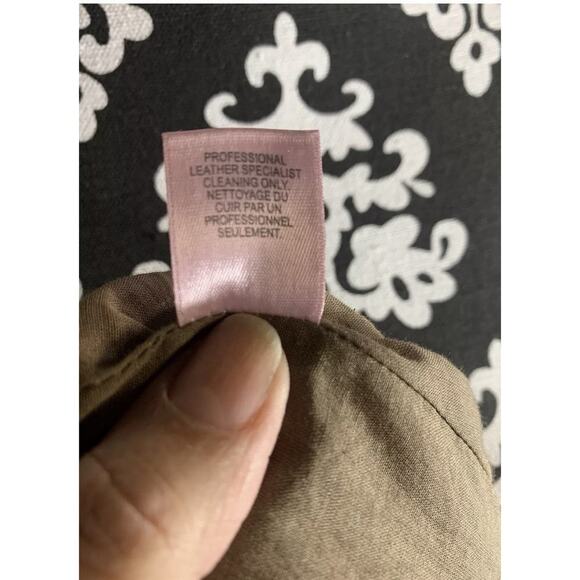 PROFESSIONAL
LEATHER SPECIALIST
CLEANING ONLY.
NETTOYAGE DU
CUIR PAR UN
PROFESSIONNEL
SEULEMENT.